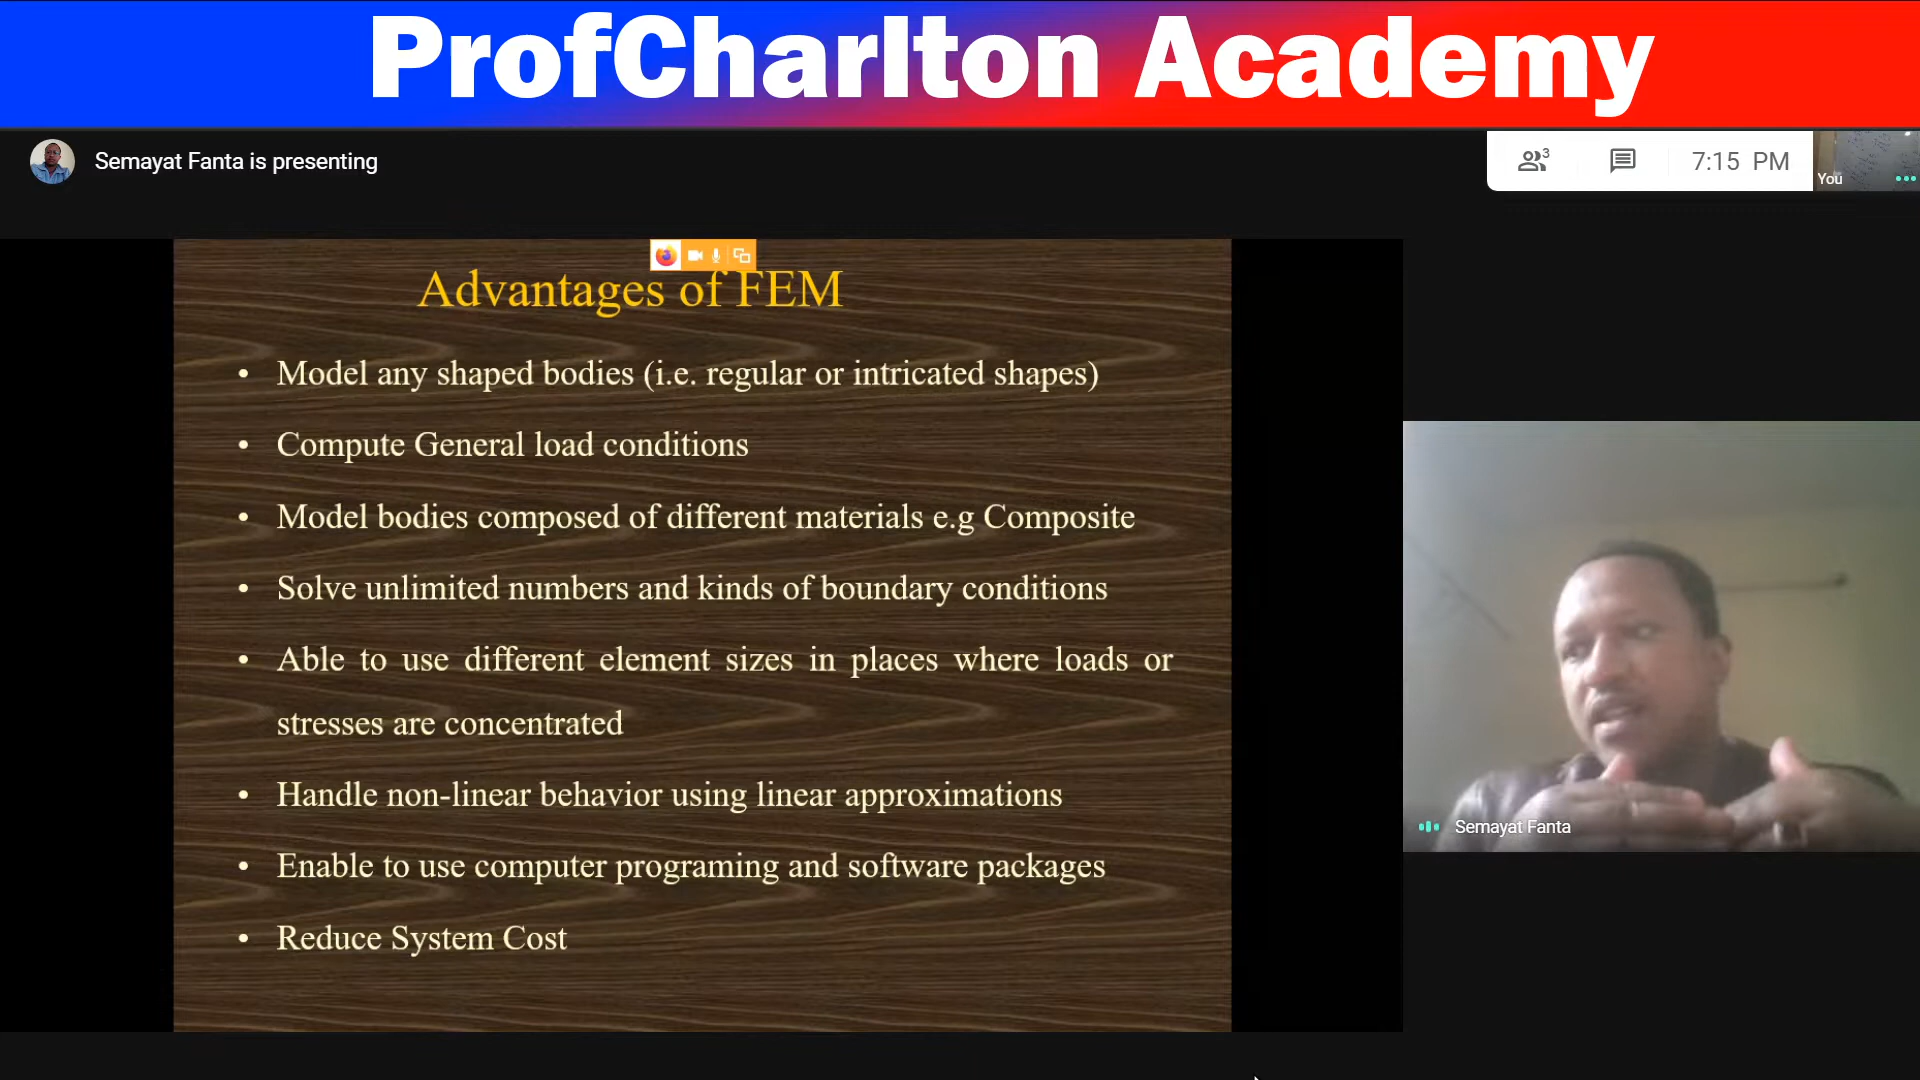 ProfCharlton Academy
Semayat Fanta is presenting
3
7:15 PM
You
Advantages of FEM
• Model any shaped bodies (i.e. regular or intricated shapes)
• Compute General load conditions
• Model bodies composed of different materials e.g Composite
• Solve unlimited numbers and kinds of boundary conditions
• Able to use different element sizes in places where loads or
stresses are concentrated
• Handle non-linear behavior using linear approximations
• Enable to use computer programing and software packages
• Reduce System Cost
Semayat Fanta